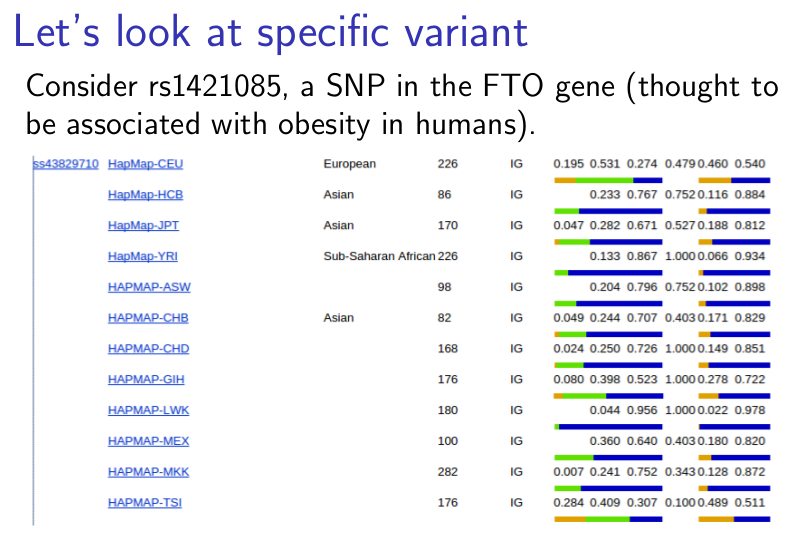 Let's look at specific variant
Consider rs1421085, a SNP in the FTO gene (thought to
be associated with obesity in humans).
ss43829710 HapMap-CEU European 226 IG 0.195 0.531 0.274 0.479 0.460 0.540
HapMap-HCB Asian 86 IG 0.233 0.767 0.752 0.116 0.884
HapMap-JPT Asian 170 IG 0.047 0.282 0.671 0.527 0.188 0.812
HapMap-YRI Sub-Saharan African 226 IG 0.133 0.867 1.000 0.066 0.934
HAPMAP-ASW 98 IG 0.204 0.796 0.752 0.102 0.898
HAPMAP-CHB Asian 82 IG 0.049 0.244 0.707 0.403 0.171 0.829
HAPMAP-CHD 168 IG 0.024 0.250 0.726 1.000 0.149 0.851
HAPMAP-GIH 176 IG 0.080 0.398 0.523 1.000 0.278 0.722
HAPMAP-LWK 180 IG 0.044 0.956 1.000 0.022 0.978
HAPMAP-MEX 100 IG 0.360 0.640 0.403 0.180 0.820
HAPMAP-MKK 282 IG 0.007 0.241 0.752 0.343 0.128 0.872
HAPMAP-TSI 176 IG 0.284 0.409 0.307 0.100 0.489 0.511